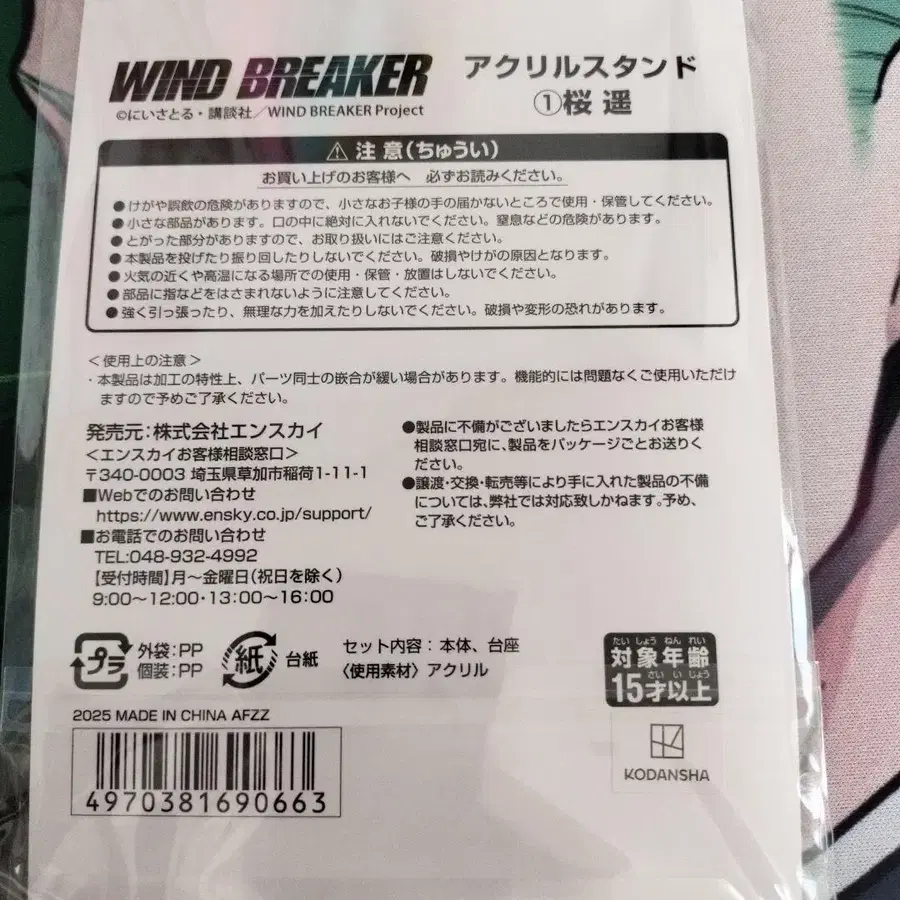 WIND BREAKER
©にいさとる・講談社／WIND BREAKER Project
アクリルスタンド
①桜 遥
⚠ 注 意(ちゅうい)
お買い上げのお客様へ 必ずお読みください。
●けがや誤飲の危険がありますので、小さなお子様の手の届かないところで使用・保管してください。
●小さな部品があります。口の中に絶対に入れないでください。窒息などの危険があります。
●とがった部分がありますので、お取り扱いにはご注意ください。
●本製品を投げたり振り回したりしないでください。破損やけがの原因となります。
●火気の近くや高温になる場所での使用・保管・放置はしないでください。
●部品に指などをはさまれないように注意してください。
●強く引っ張ったり、無理な力を加えたりしないでください。破損や変形の恐れがあります。
＜使用上の注意＞
・本製品は加工の特性上、パーツ同士の嵌合が緩い場合があります。機能的には問題なくご使用いただけ
ますので予めご了承ください。
発売元：株式会社エンスカイ
＜エンスカイお客様相談窓口＞
〒340-0003 埼玉県草加市稲荷1-11-1
■Webでのお問い合わせ
https://www.ensky.co.jp/support/
■お電話でのお問い合わせ
TEL:048-932-4992
【受付時間】月～金曜日(祝日を除く)
9:00～12:00・13:00～16:00
●製品に不備がございましたらエンスカイお客様
相談窓口宛に、製品をパッケージごとお送りく
ださい。
●譲渡・交換・転売等により手に入れた製品の不備
については、弊社では対応致しかねます。予め、
ご了承ください。
プラ
外袋：PP
個装：PP
紙
台紙
セット内容：本体、台座
〈使用素材〉アクリル
たいしょうねんれい
対象年齢
さいいじょう
15才以上
2025 MADE IN CHINA AFZZ
4970381690663
KODANSHA